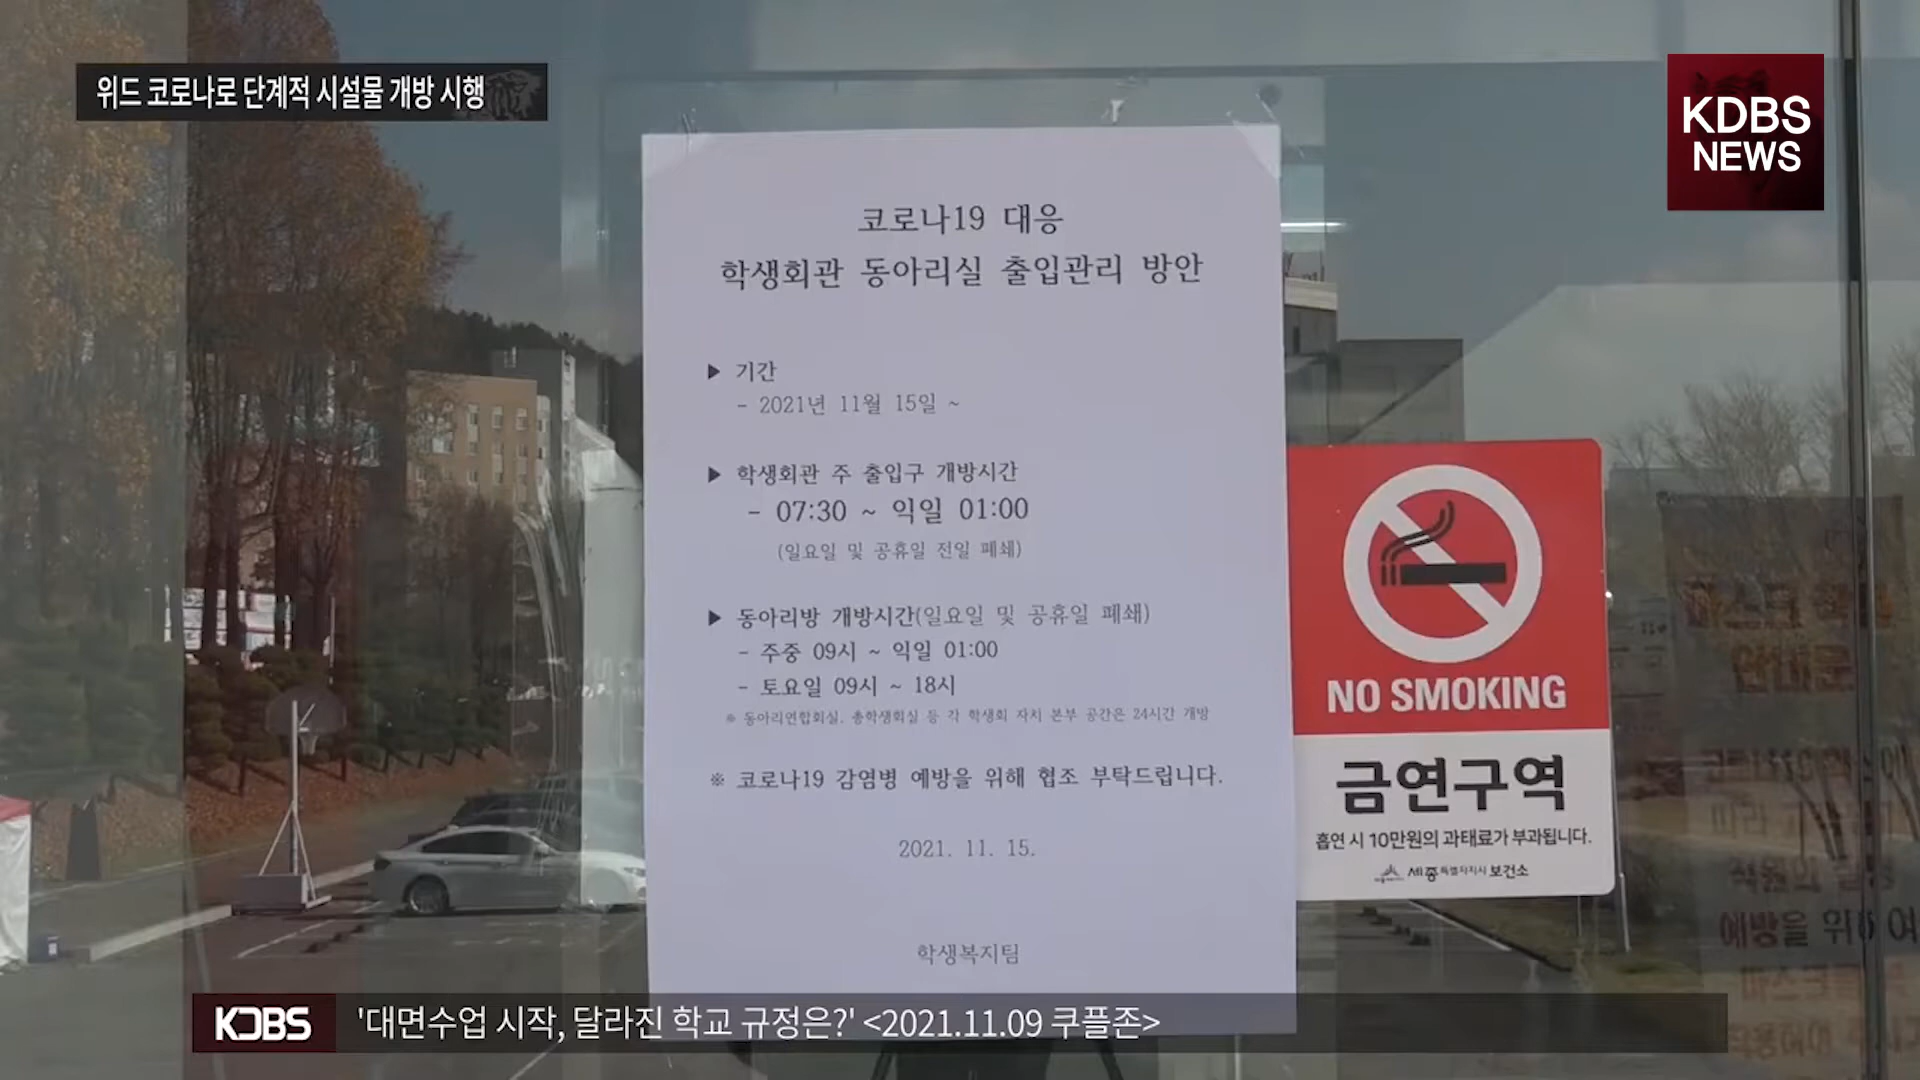 위드 코로나로 단계적 시설물 개방 시행
KDBS
NEWS
코로나19 대응
학생회관 동아리실 출입관리 방안
▶ 기간
- 2021년 11월 15일 ~
▶ 학생회관 주 출입구 개방시간
- 07:30 ~ 익일 01:00
(일요일 및 공휴일 전일 폐쇄)
▶ 동아리방 개방시간(일요일 및 공휴일 폐쇄)
- 주중 09시 ~ 익일 01:00
- 토요일 09시 ~ 18시
※ 동아리연합회실, 총학생회실 등 각 학생회 자치 본부 공간은 24시간 개방
※ 코로나19 감염병 예방을 위해 협조 부탁드립니다.
2021. 11. 15.
학생복지팀
NO SMOKING
금연구역
흡연 시 10만원의 과태료가 부과됩니다.
세종특별자치시 보건소
KDBS
'대면수업 시작, 달라진 학교 규정은?' <2021.11.09 쿠플존>